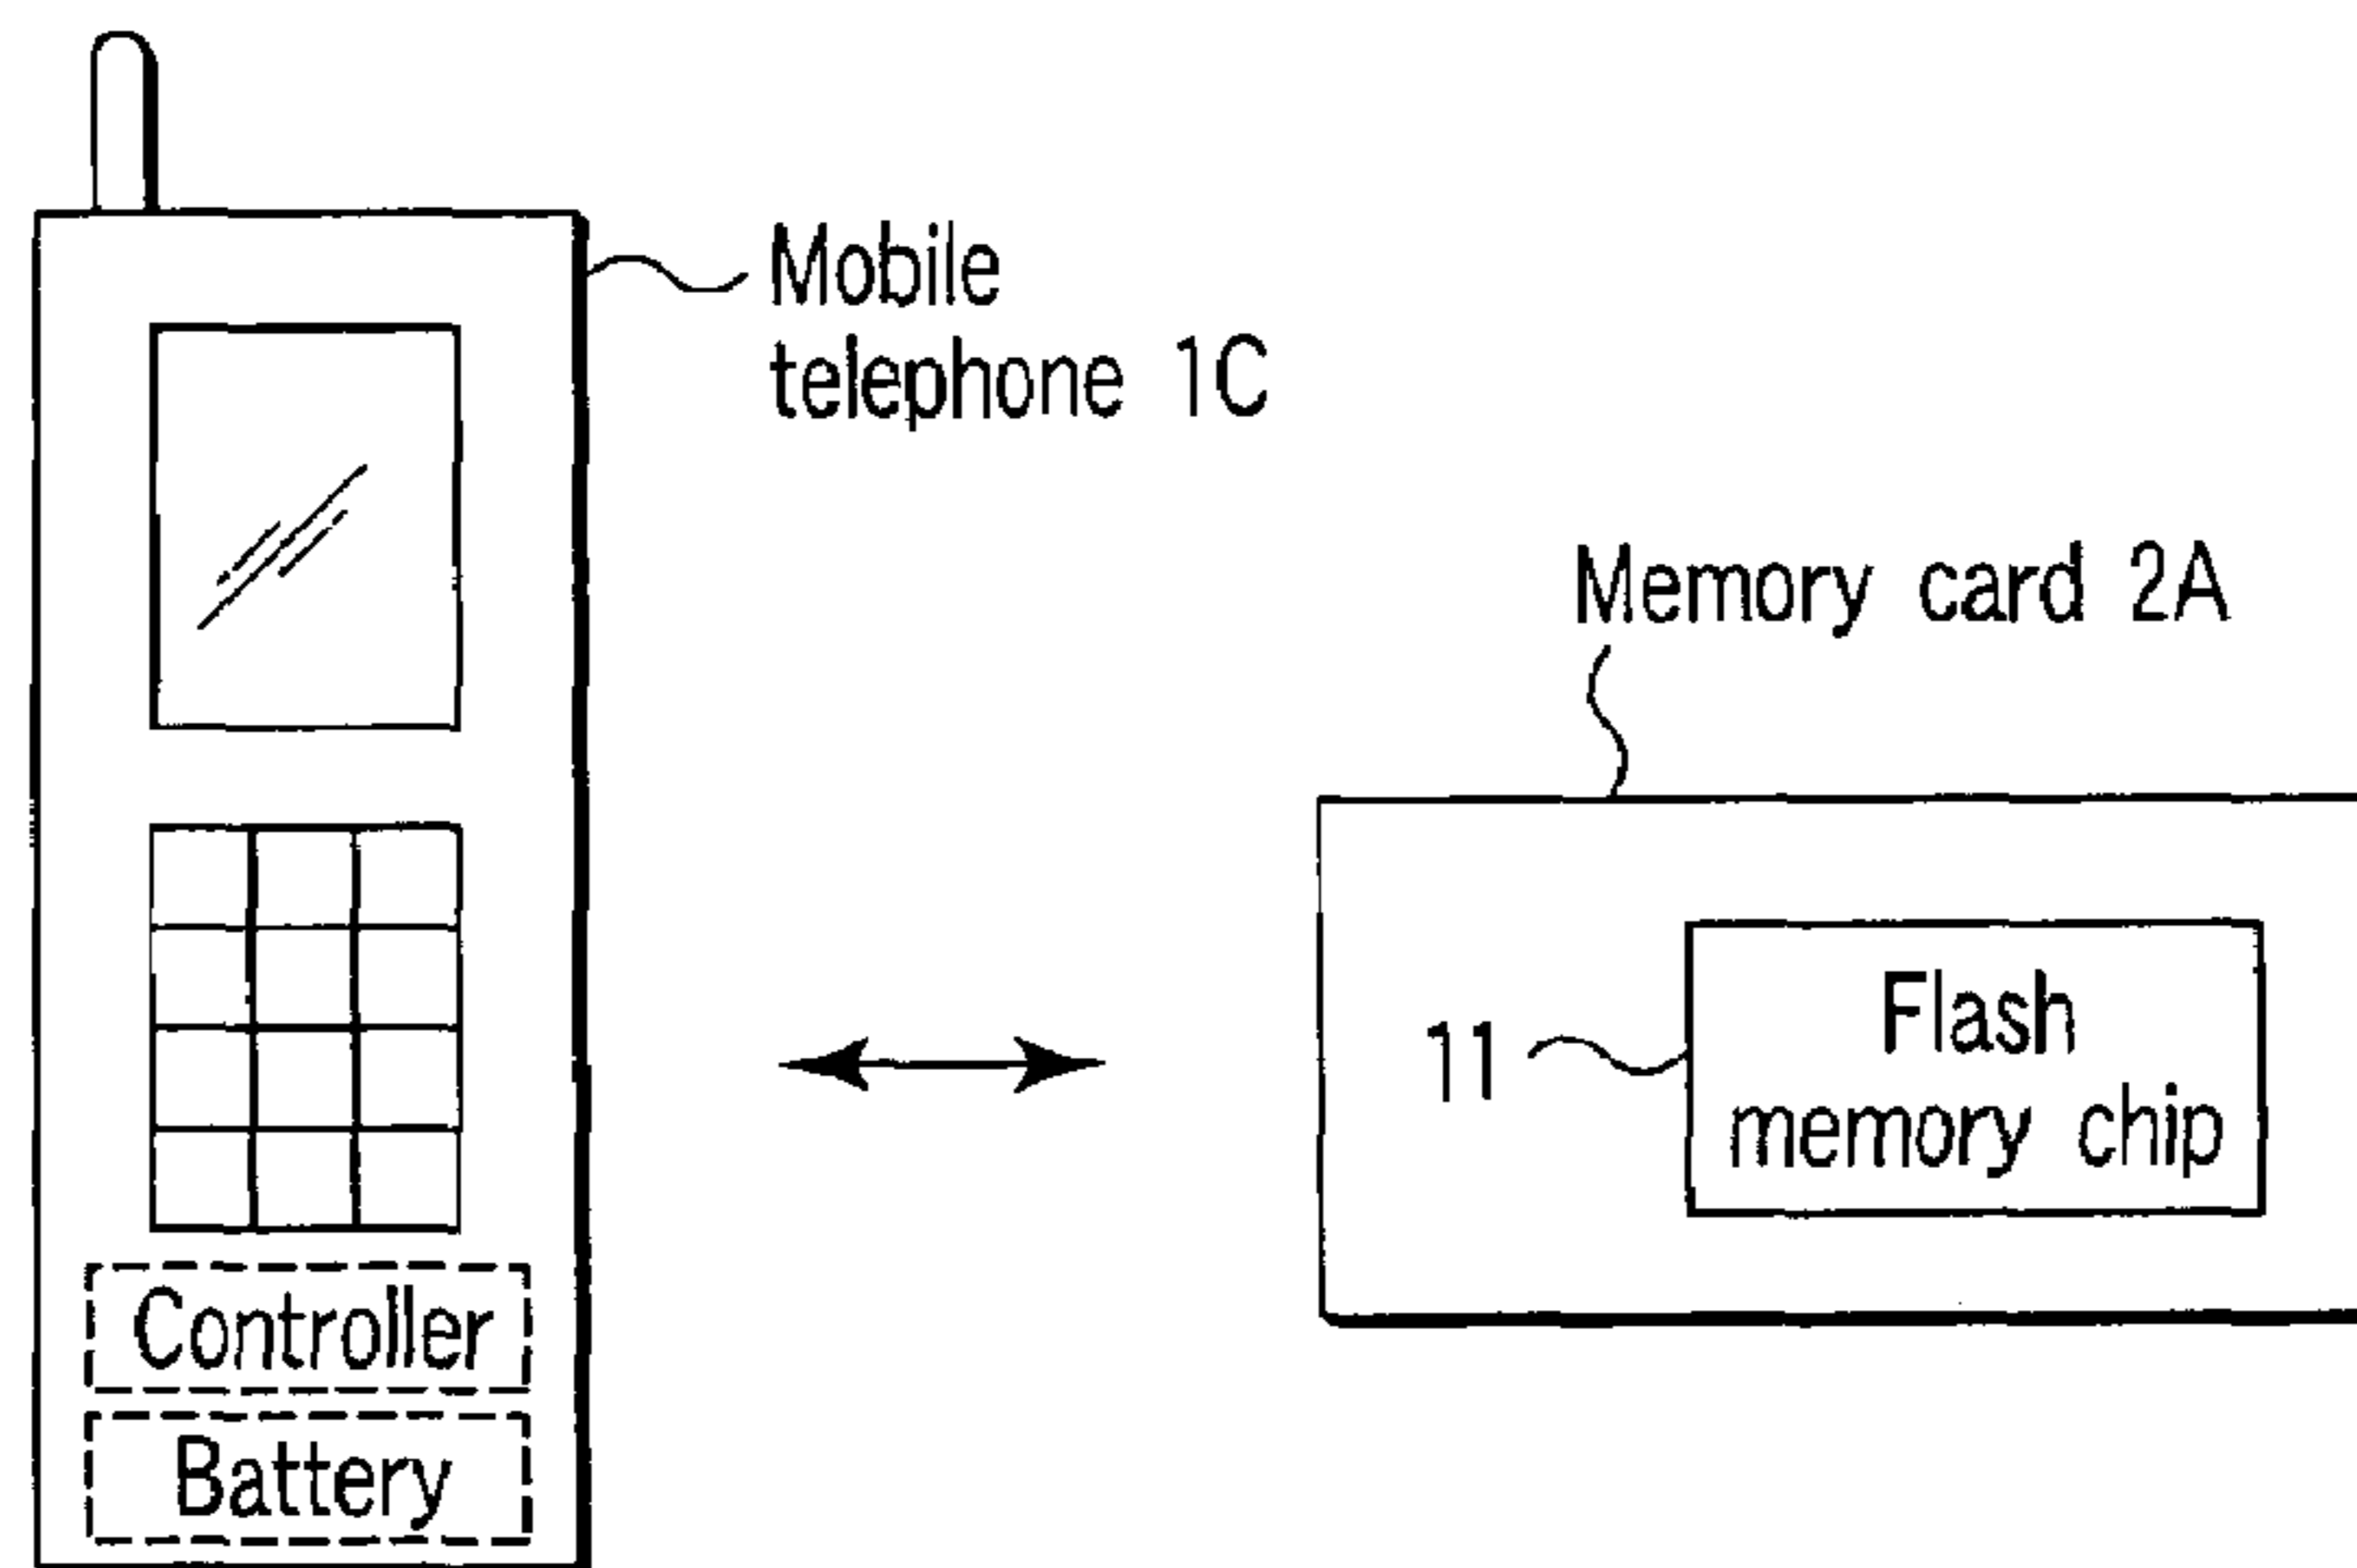 Mobile
telephone 1C
Memory card 2A
11
Flash
memory chip
Controller
Battery